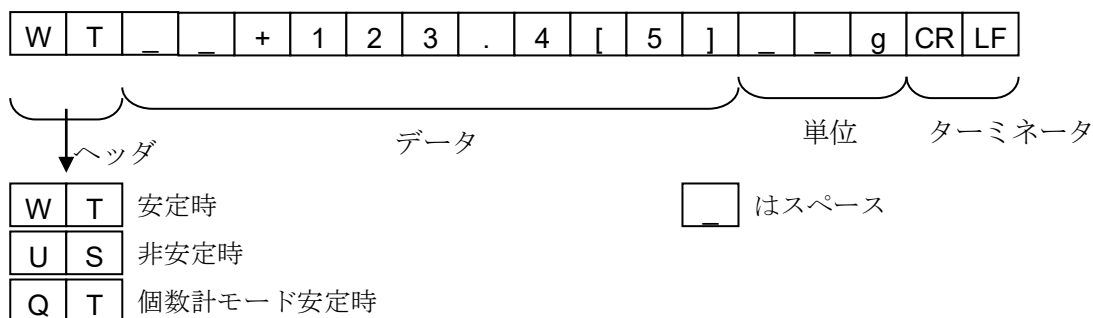 W T _ _ + 1 2 3 . 4 [ 5 ] _ _ g CR LF
ヘッダ データ 単位 ターミネータ
W T 安定時 _ はスペース
U S 非安定時
Q T 個数計モード安定時